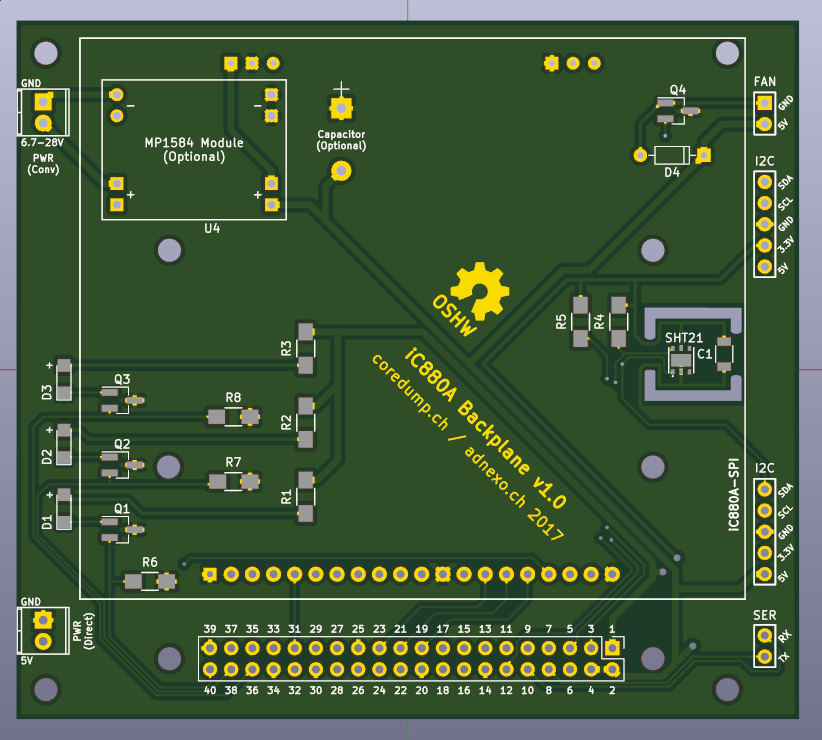 GND
6.7-28V
PWR
(Conv)
MP1584 Module
(Optional)
U4
Capacitor
(Optional)
Q4
D4
FAN
GND
5V
I2C
SDA
SCL
GND
3.3V
5V
OSHW
iC880A Backplane v1.0
coredump.ch / adnexo.ch 2017
R5
R4
SHT21
C1
R3
D3
Q3
R8
R2
D2
Q2
R7
R1
D1
Q1
R6
iC880A-SPI
I2C
SDA
SCL
GND
3.3V
5V
GND
5V
PWR
(Direct)
SER
RX
TX
39 37 35 33 31 29 27 25 23 21 19 17 15 13 11 9 7 5 3 1
40 38 36 34 32 30 28 26 24 22 20 18 16 14 12 10 8 6 4 2